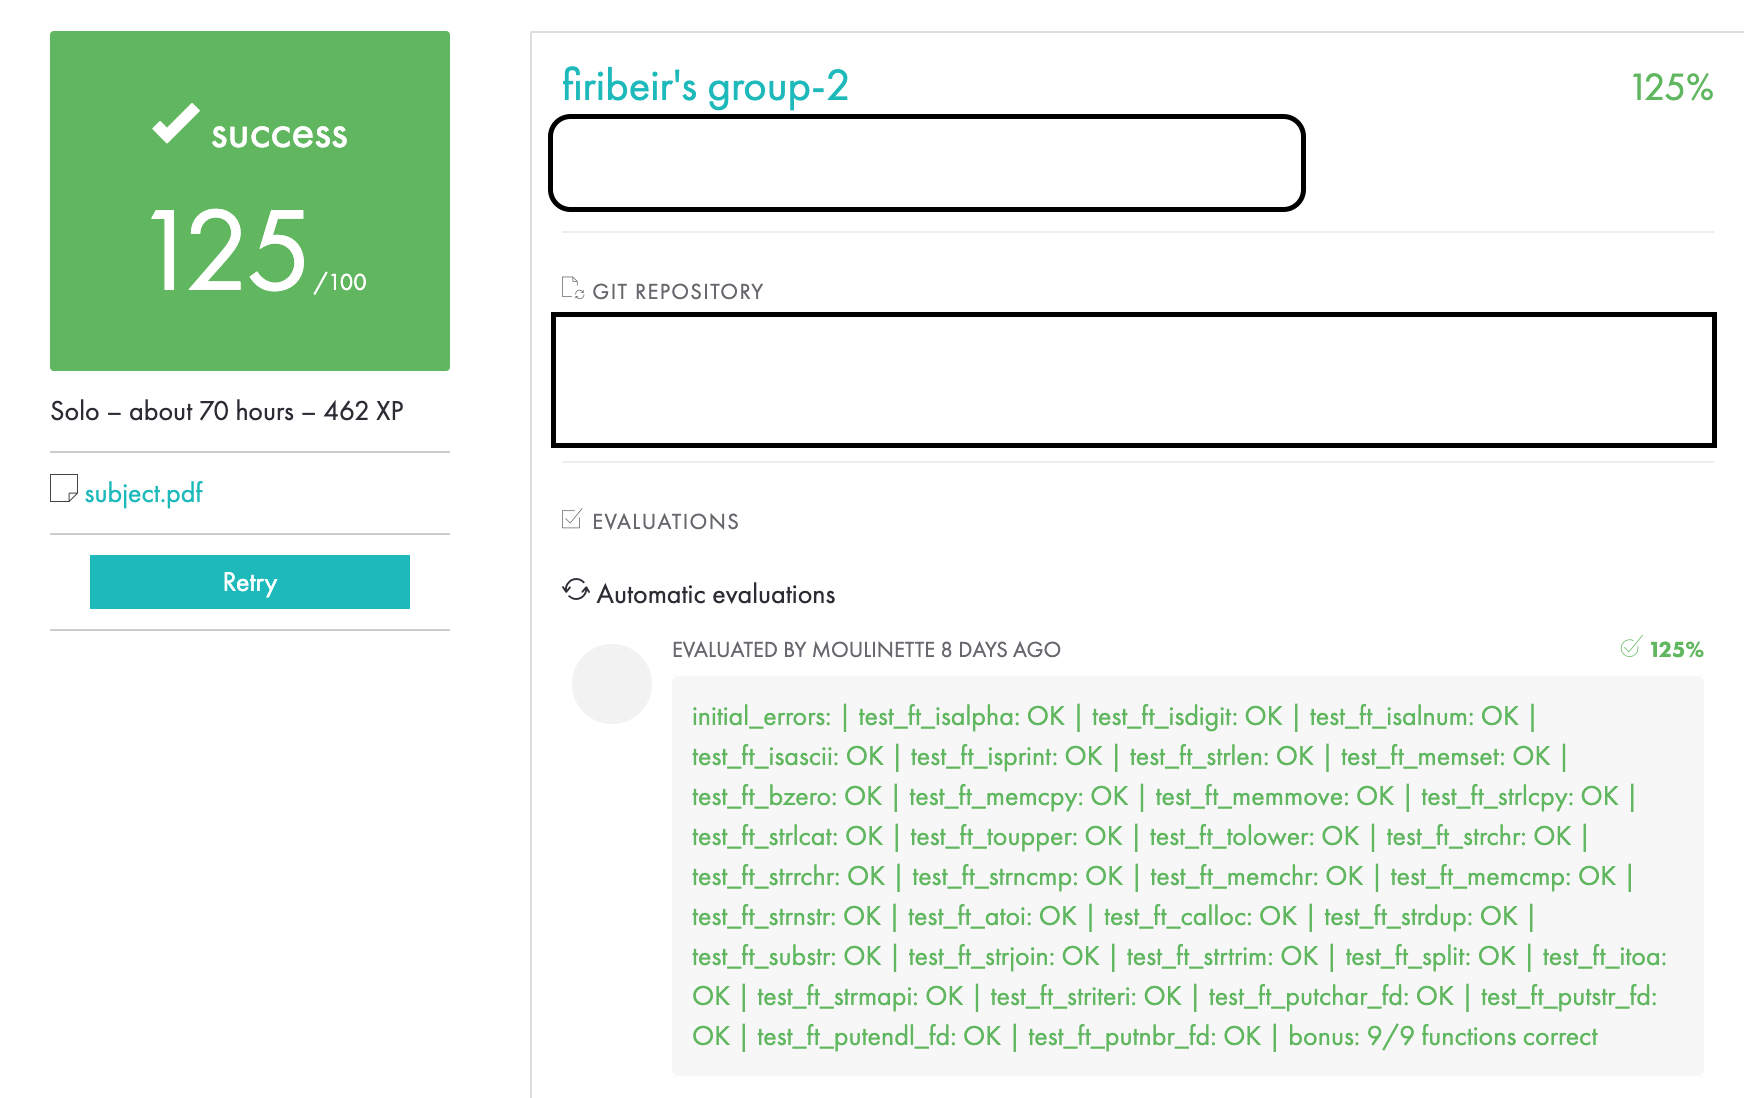 success
125/100
Solo – about 70 hours – 462 XP
subject.pdf
Retry
firibeir's group-2
125%
GIT REPOSITORY
EVALUATIONS
Automatic evaluations
EVALUATED BY MOULINETTE 8 DAYS AGO
125%
initial_errors: | test_ft_isalpha: OK | test_ft_isdigit: OK | test_ft_isalnum: OK |
test_ft_isascii: OK | test_ft_isprint: OK | test_ft_strlen: OK | test_ft_memset: OK |
test_ft_bzero: OK | test_ft_memcpy: OK | test_ft_memmove: OK | test_ft_strlcpy: OK |
test_ft_strlcat: OK | test_ft_toupper: OK | test_ft_tolower: OK | test_ft_strchr: OK |
test_ft_strrchr: OK | test_ft_strncmp: OK | test_ft_memchr: OK | test_ft_memcmp: OK |
test_ft_strnstr: OK | test_ft_atoi: OK | test_ft_calloc: OK | test_ft_strdup: OK |
test_ft_substr: OK | test_ft_strjoin: OK | test_ft_strtrim: OK | test_ft_split: OK | test_ft_itoa:
OK | test_ft_strmapi: OK | test_ft_striteri: OK | test_ft_putchar_fd: OK | test_ft_putstr_fd:
OK | test_ft_putendl_fd: OK | test_ft_putnbr_fd: OK | bonus: 9/9 functions correct